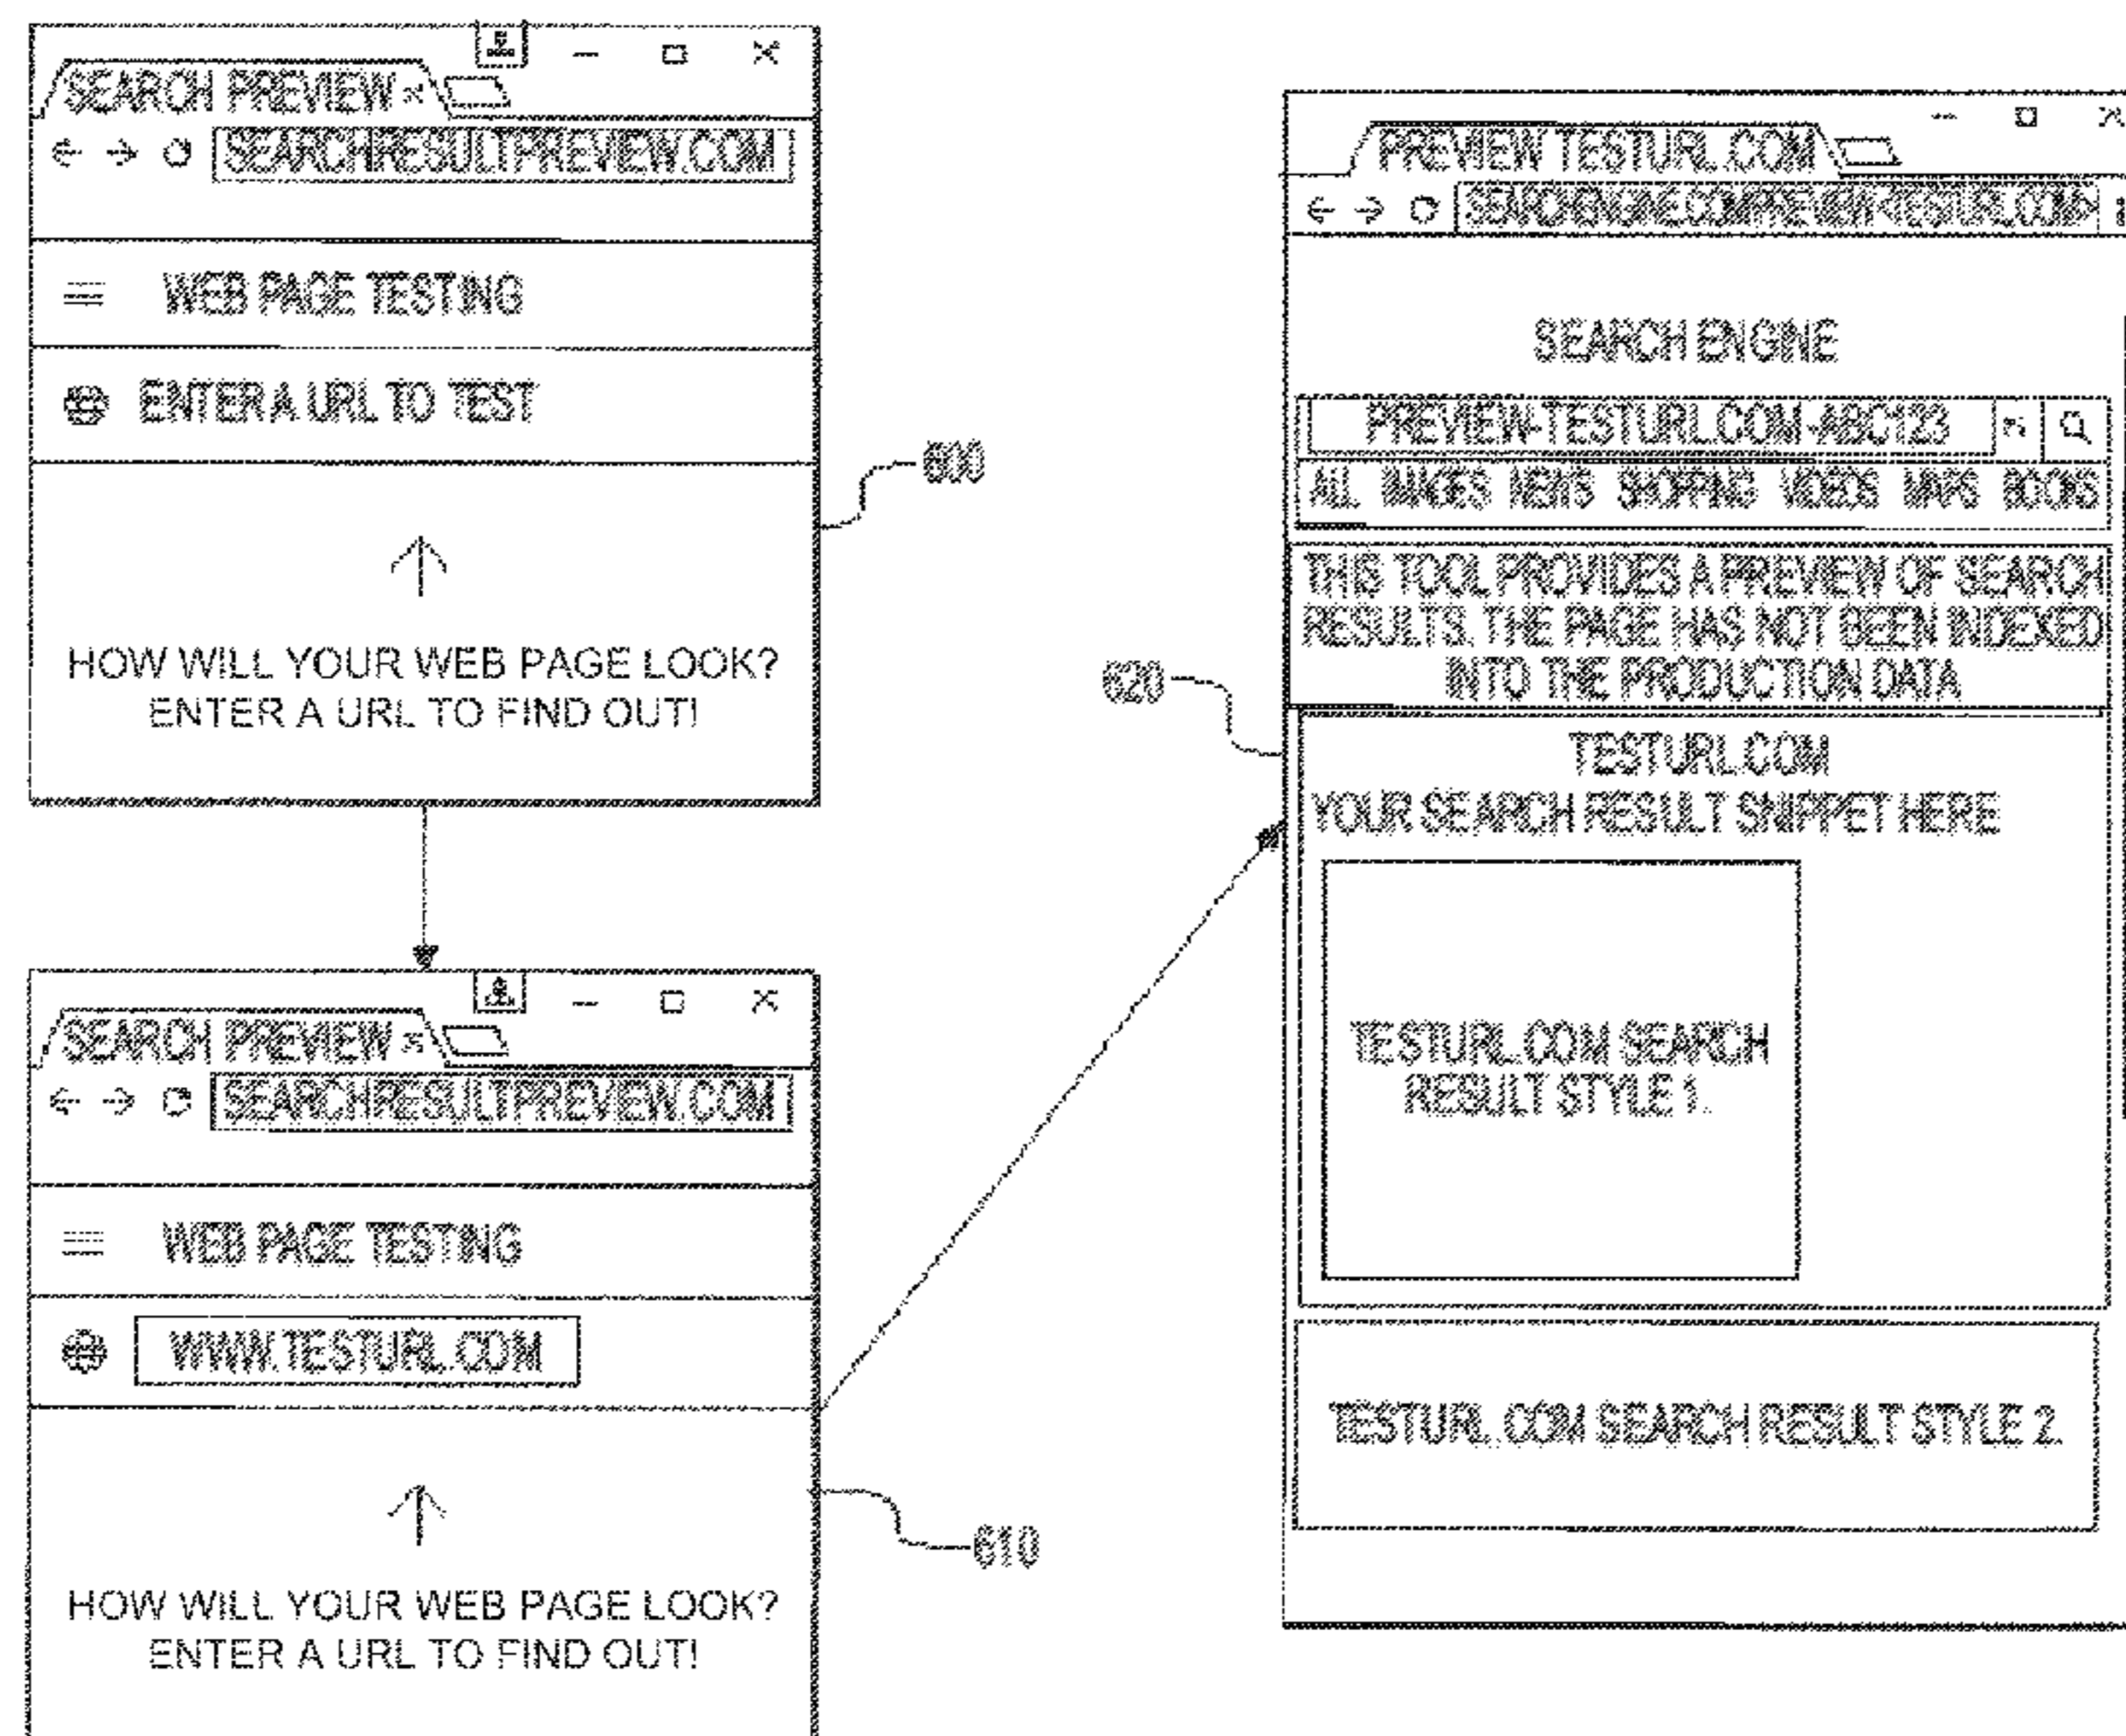 SEARCH PREVIEW
SEARCHRESULTPREVIEW.COM
WEB PAGE TESTING
ENTER A URL TO TEST
HOW WILL YOUR WEB PAGE LOOK?
ENTER A URL TO FIND OUT!
600
SEARCH PREVIEW
SEARCHRESULTPREVIEW.COM
WEB PAGE TESTING
WWW.TESTURL.COM
HOW WILL YOUR WEB PAGE LOOK?
ENTER A URL TO FIND OUT!
610
PREVIEW TESTURL.COM
SEARCHENGINE.COM/PREVIEW<TESTURL.COM>
SEARCH ENGINE
PREVIEW-TESTURL.COM-ABC123
ALL IMAGES NEWS SHOPPING VIDEOS MAPS BOOKS
THIS TOOL PROVIDES A PREVIEW OF SEARCH
RESULTS. THE PAGE HAS NOT BEEN INDEXED
INTO THE PRODUCTION DATA
620
TESTURL.COM
YOUR SEARCH RESULT SNIPPET HERE
TESTURL.COM SEARCH
RESULT STYLE 1.
TESTURL.COM SEARCH RESULT STYLE 2.